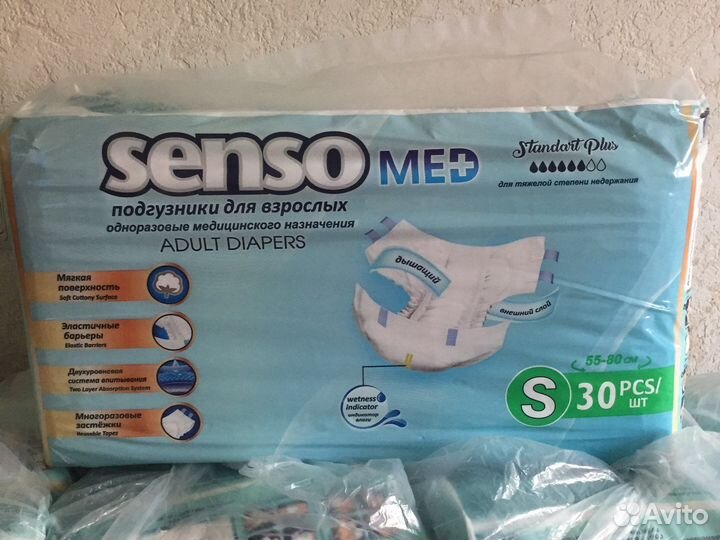 senso MED
Standart Plus
для тяжелой степени недержания
подгузники для взрослых
одноразовые медицинского назначения
ADULT DIAPERS
Мягкая
поверхность
Soft Cottony Surface
Эластичные
барьеры
Elastic Barriers
Двухуровневая
система впитывания
Two Layer Absorption System
Многоразовые
застёжки
Reusable Tapes
дышащий
внешний слой
wetness
indicator
индикатор
влаги
55-80 см
S 30 PCS/
шт
Avito